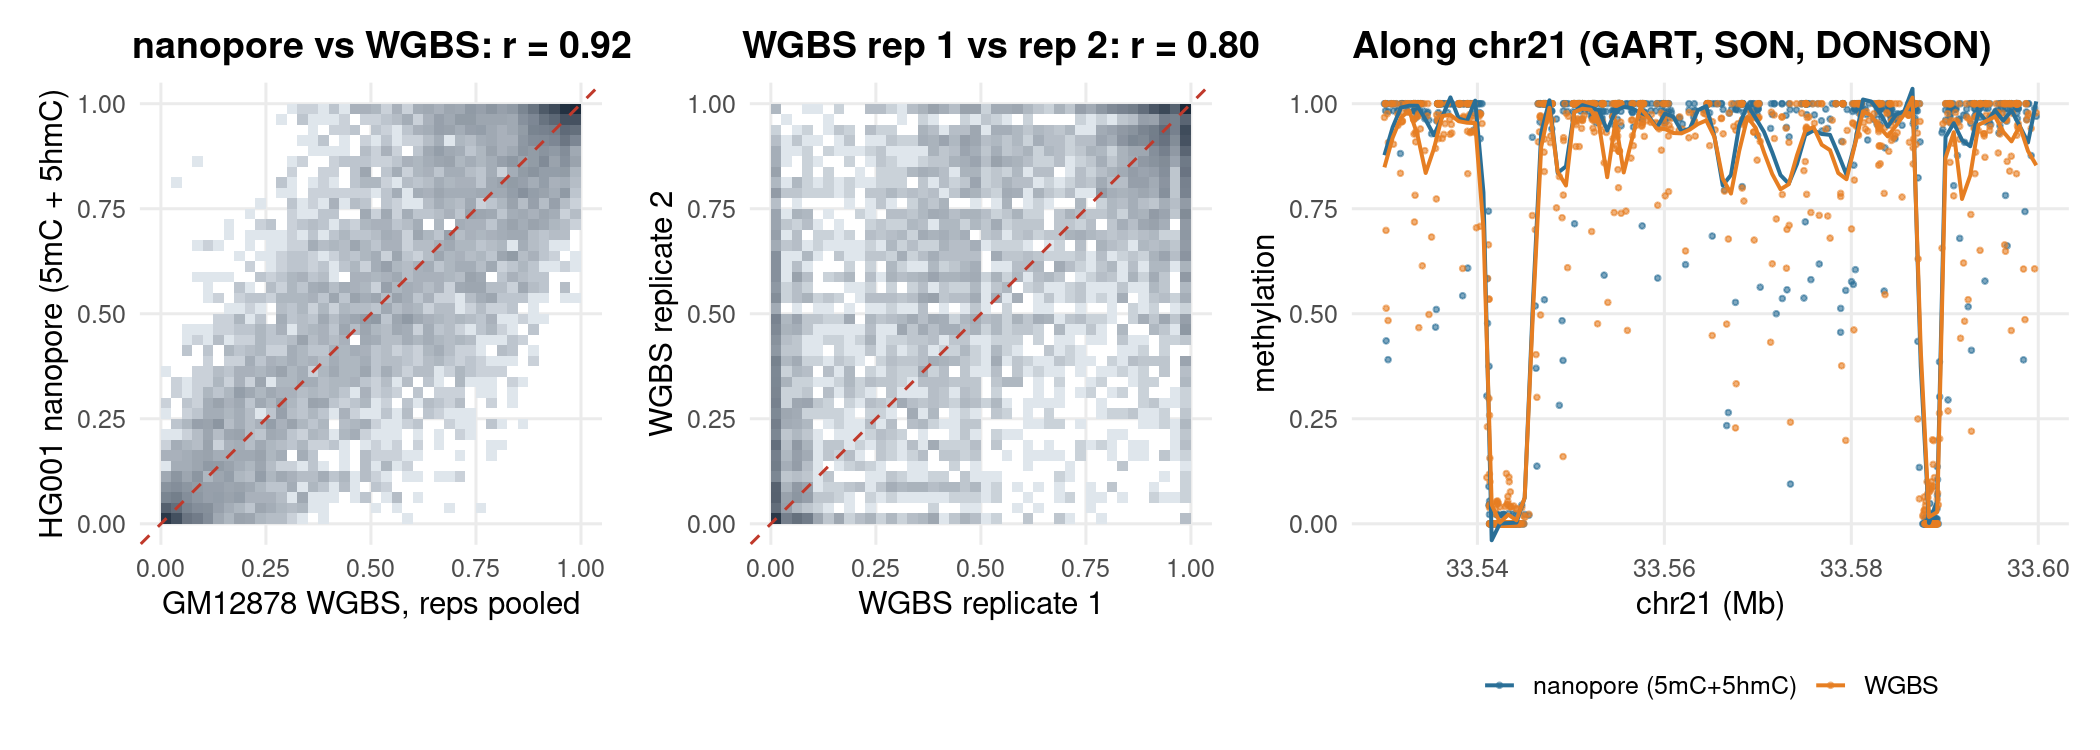 nanopore vs WGBS: r = 0.92
HG001 nanopore (5mC + 5hmC)
1.00
0.75
0.50
0.25
0.00
0.00 0.25 0.50 0.75 1.00
GM12878 WGBS, reps pooled
WGBS rep 1 vs rep 2: r = 0.80
WGBS replicate 2
1.00
0.75
0.50
0.25
0.00
0.00 0.25 0.50 0.75 1.00
WGBS replicate 1
Along chr21 (GART, SON, DONSON)
methylation
1.00
0.75
0.50
0.25
0.00
33.54 33.56 33.58 33.60
chr21 (Mb)
nanopore (5mC+5hmC) WGBS